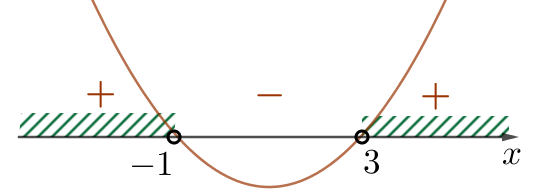 + − +
−1 3 x